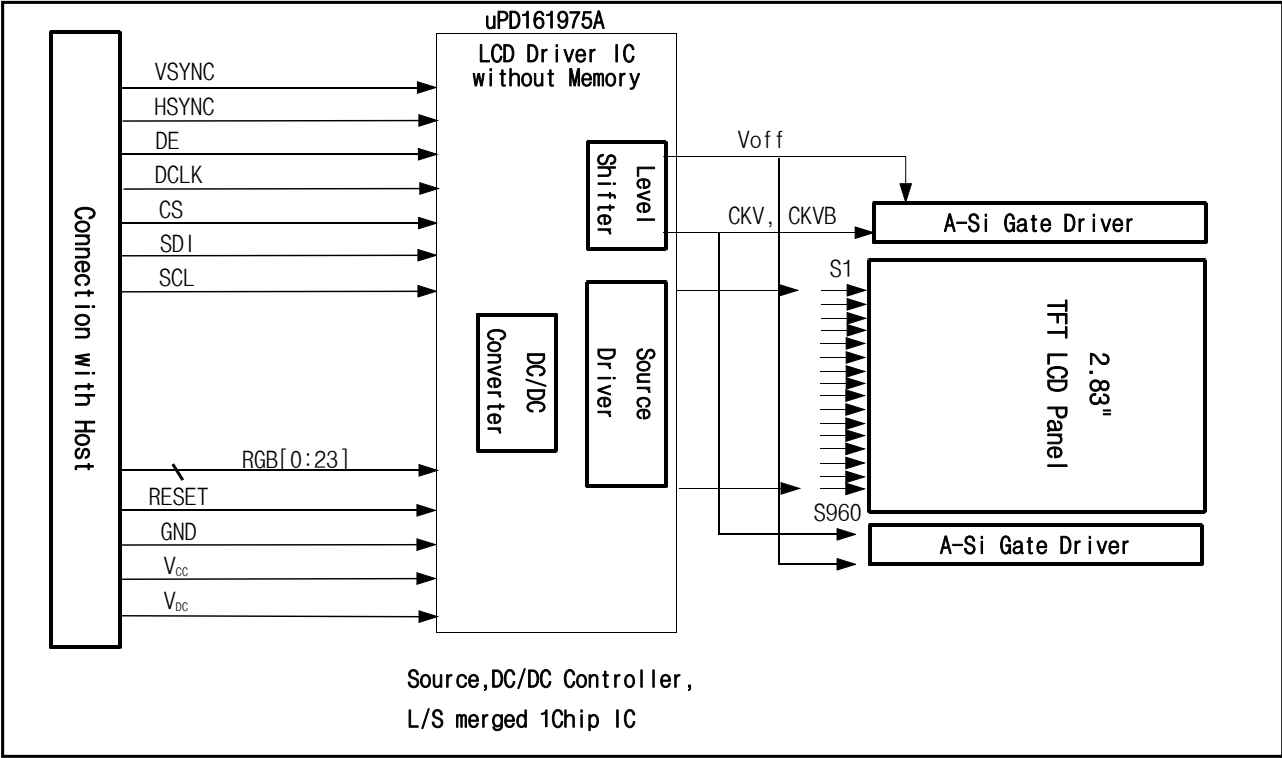 uPD161975A
LCD Driver IC
without Memory
Connection with Host
VSYNC
HSYNC
DE
DCLK
CS
SDI
SCL
RGB[0:23]
RESET
GND
VCC
VDC
Level
Shifter
DC/DC
Converter
Source
Driver
Voff
CKV, CKVB
A-Si Gate Driver
S1
2.83"
TFT LCD Panel
S960
A-Si Gate Driver
Source,DC/DC Controller,
L/S merged 1Chip IC